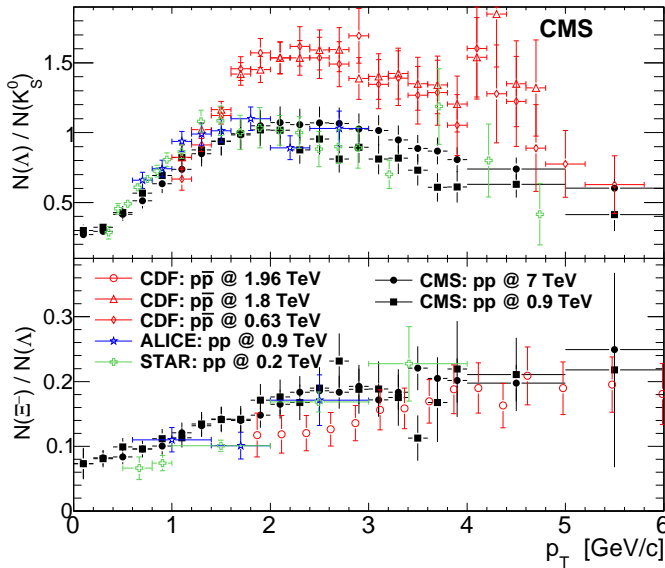 CMS
N(Λ) / N(K⁰_S)
1.5
1
0.5
CDF: pp̅ @ 1.96 TeV
CDF: pp̅ @ 1.8 TeV
CDF: pp̅ @ 0.63 TeV
ALICE: pp @ 0.9 TeV
STAR: pp @ 0.2 TeV
CMS: pp @ 7 TeV
CMS: pp @ 0.9 TeV
N(Ξ⁻) / N(Λ)
0.3
0.2
0.1
0
0 1 2 3 4 5 6
p_T [GeV/c]